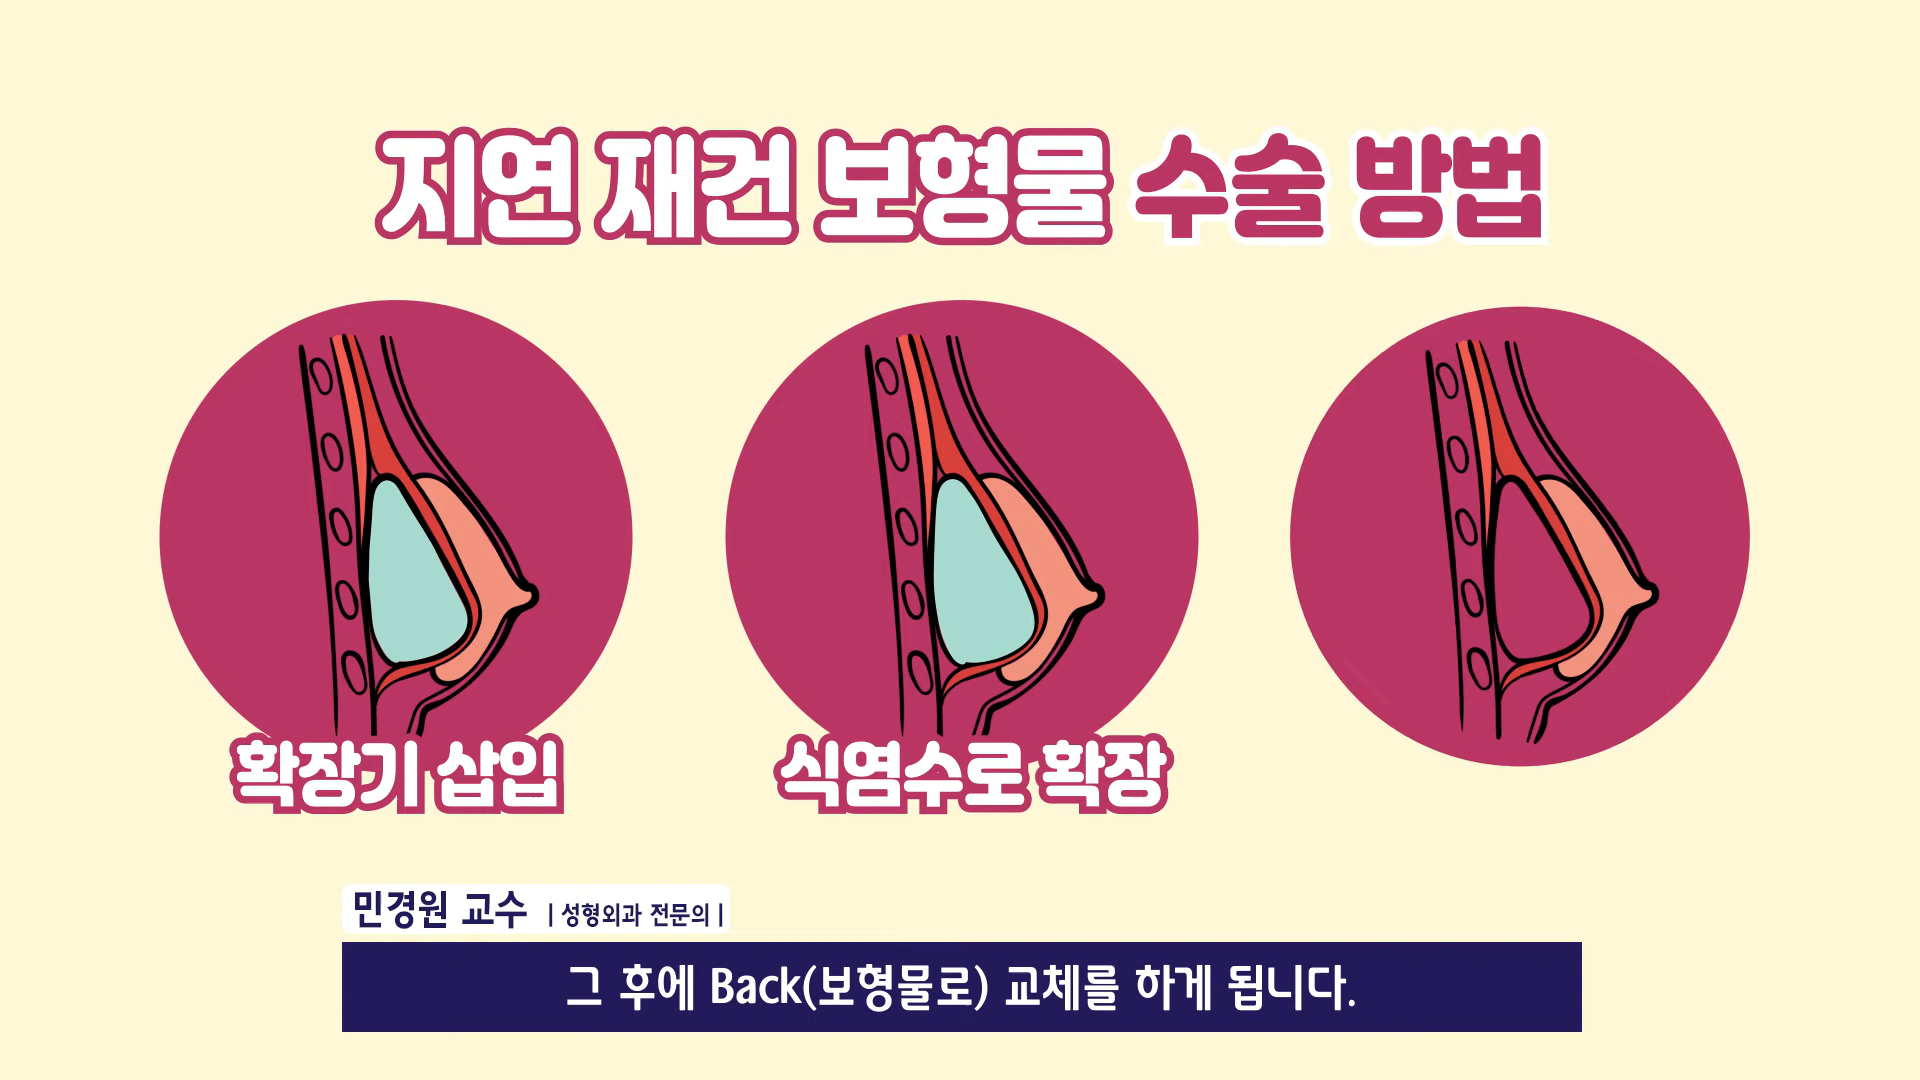 지연 재건 보형물 수술 방법
확장기 삽입
식염수로 확장
민경원 교수 | 성형외과 전문의 |
그 후에 Back(보형물로) 교체를 하게 됩니다.